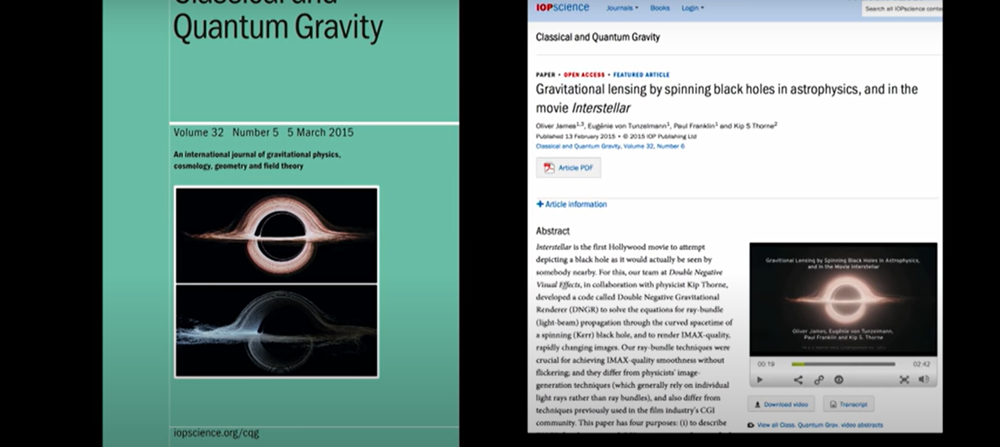 Classical and
Quantum Gravity
Volume 32 Number 5 5 March 2015
An international journal of gravitational physics,
cosmology, geometry and field theory
iopscience.org/cqg
IOPscience Journals Books Login
Search all IOPscience conte
Classical and Quantum Gravity
PAPER • OPEN ACCESS • FEATURED ARTICLE
Gravitational lensing by spinning black holes in astrophysics, and in the
movie Interstellar
Oliver James1,3, Eugénie von Tunzelmann1, Paul Franklin1 and Kip S Thorne2
Published 13 February 2015 • © 2015 IOP Publishing Ltd
Classical and Quantum Gravity, Volume 32, Number 6
Article PDF
+ Article information
Abstract
Interstellar is the first Hollywood movie to attempt
depicting a black hole as it would actually be seen by
somebody nearby. For this, our team at Double Negative
Visual Effects, in collaboration with physicist Kip Thorne,
developed a code called Double Negative Gravitational
Renderer (DNGR) to solve the equations for ray-bundle
(light-beam) propagation through the curved spacetime of
a spinning (Kerr) black hole, and to render IMAX-quality,
rapidly changing images. Our ray-bundle techniques were
crucial for achieving IMAX-quality smoothness without
flickering; and they differ from physicists' image-
generation techniques (which generally rely on individual
light rays rather than ray bundles), and also differ from
techniques previously used in the film industry's CGI
community. This paper has four purposes: (i) to describe
Gravitional Lensing by Spinning Black Holes in Astrophysics,
and in the Movie Interstellar
Oliver James, Eugénie von Tunzelmann,
Paul Franklin and Kip S. Thorne
00:19 02:42
Download video Transcript
View all Class. Quantum Grav. video abstracts